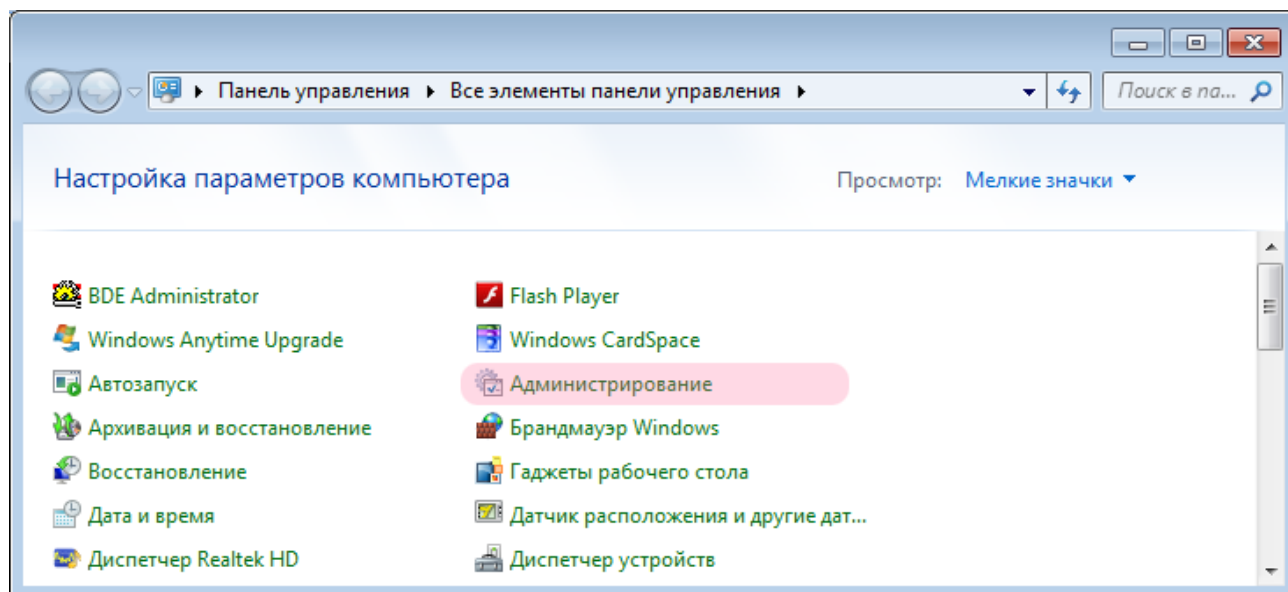 Панель управления Все элементы панели управления Поиск в па...
Настройка параметров компьютера Просмотр: Мелкие значки
BDE Administrator Flash Player
Windows Anytime Upgrade Windows CardSpace
Автозапуск Администрирование
Архивация и восстановление Брандмауэр Windows
Восстановление Гаджеты рабочего стола
Дата и время Датчик расположения и другие дат...
Диспетчер Realtek HD Диспетчер устройств